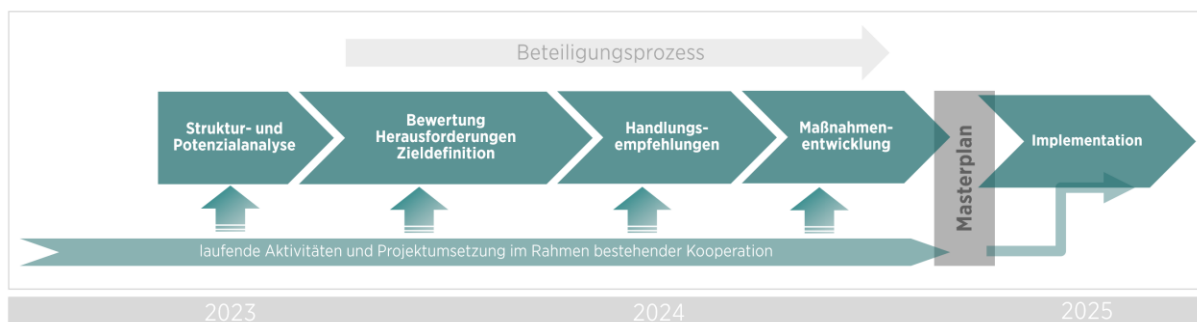 Beteiligungsprozess
Struktur- und
Potenzialanalyse
Bewertung
Herausforderungen
Zieldefinition
Handlungs-
empfehlungen
Maßnahmen-
entwicklung
Masterplan
Implementation
laufende Aktivitäten und Projektumsetzung im Rahmen bestehender Kooperation
2023
2024
2025